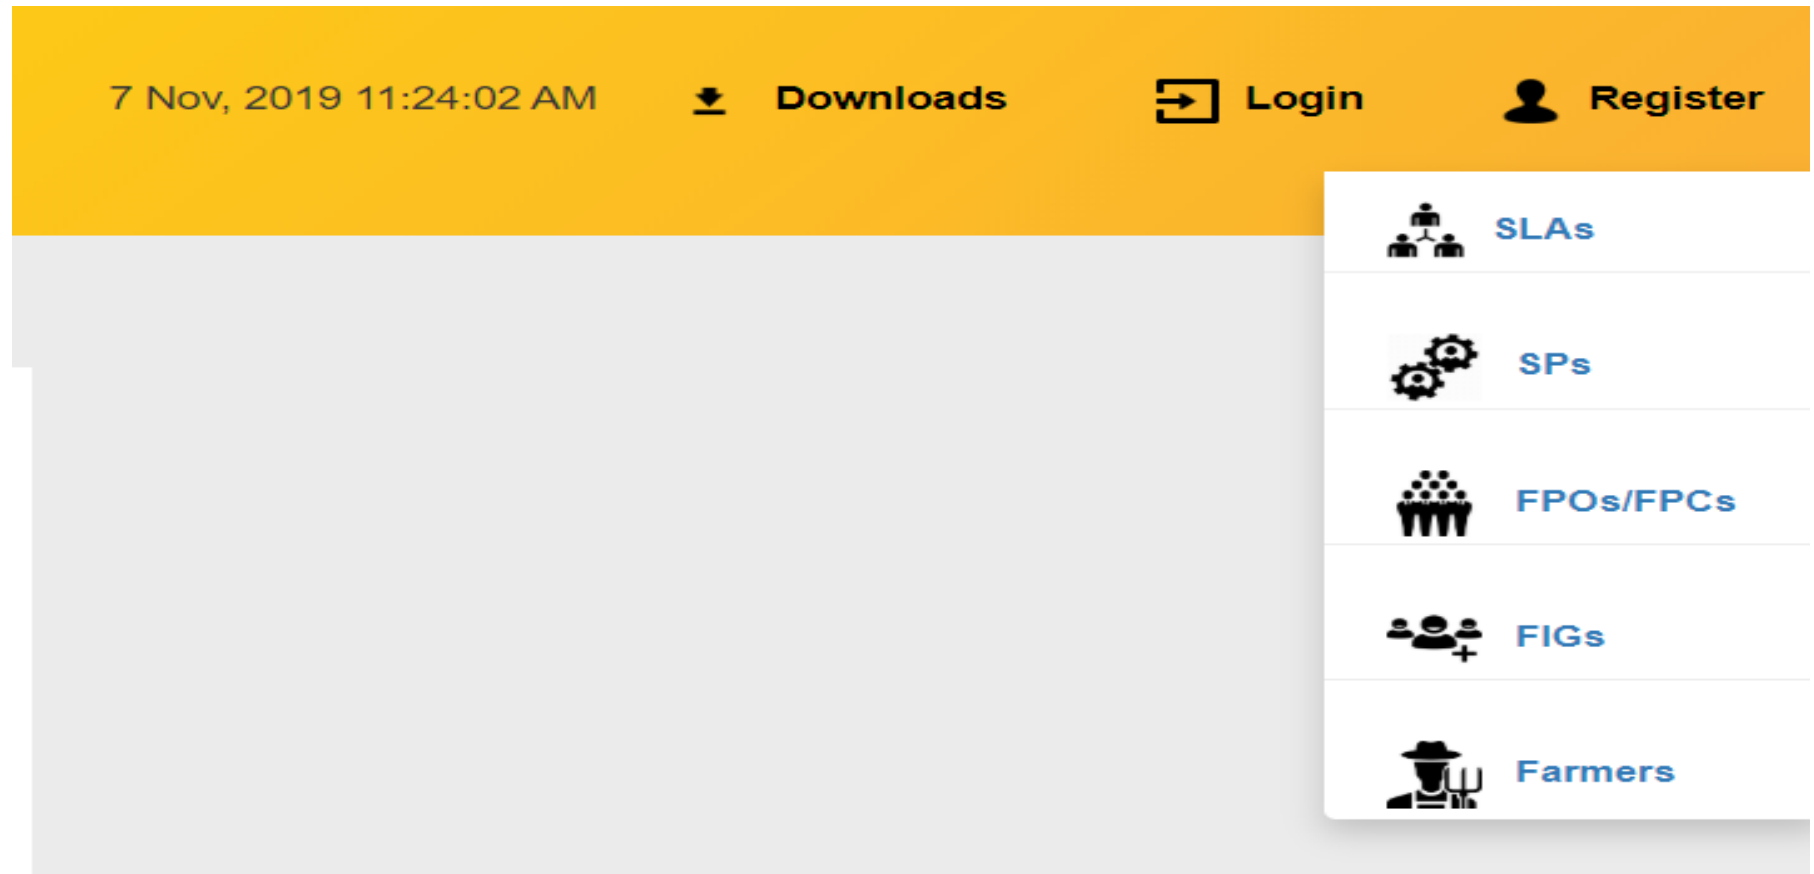 7 Nov, 2019 11:24:02 AM Downloads Login Register
SLAs
SPs
FPOs/FPCs
FIGs
Farmers